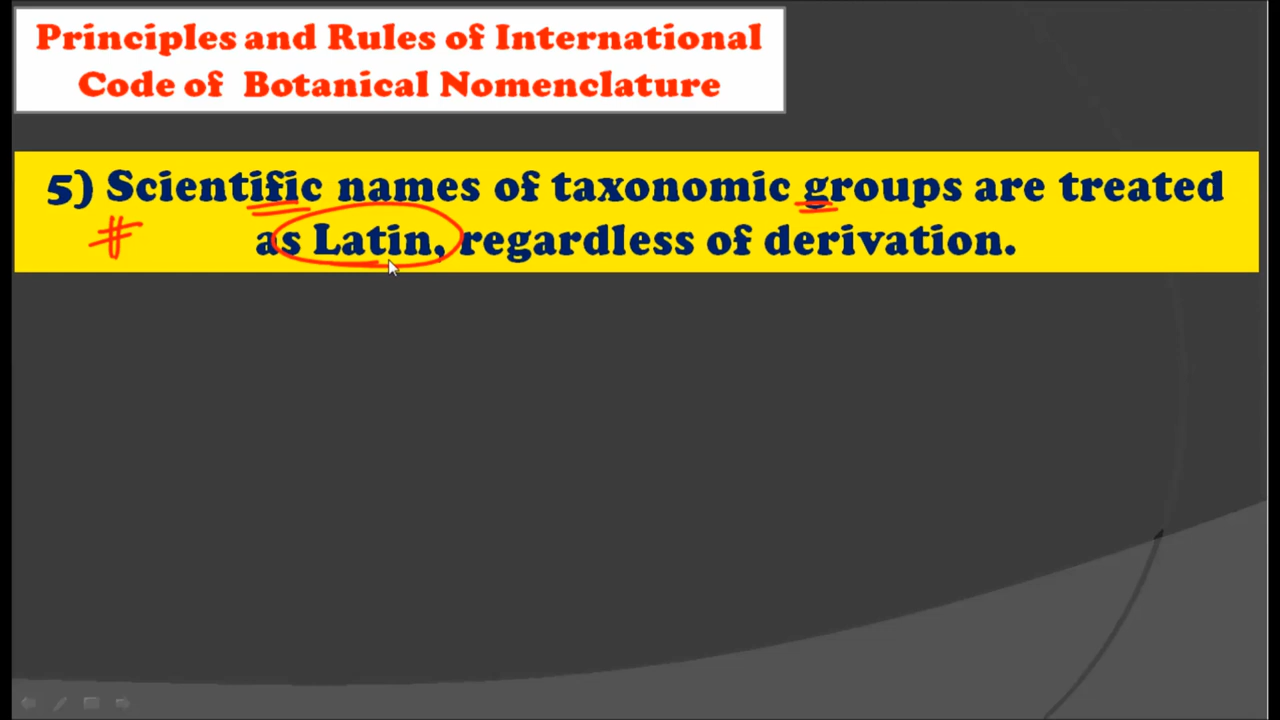 Principles and Rules of International
Code of Botanical Nomenclature
5) Scientific names of taxonomic groups are treated
as Latin, regardless of derivation.
#